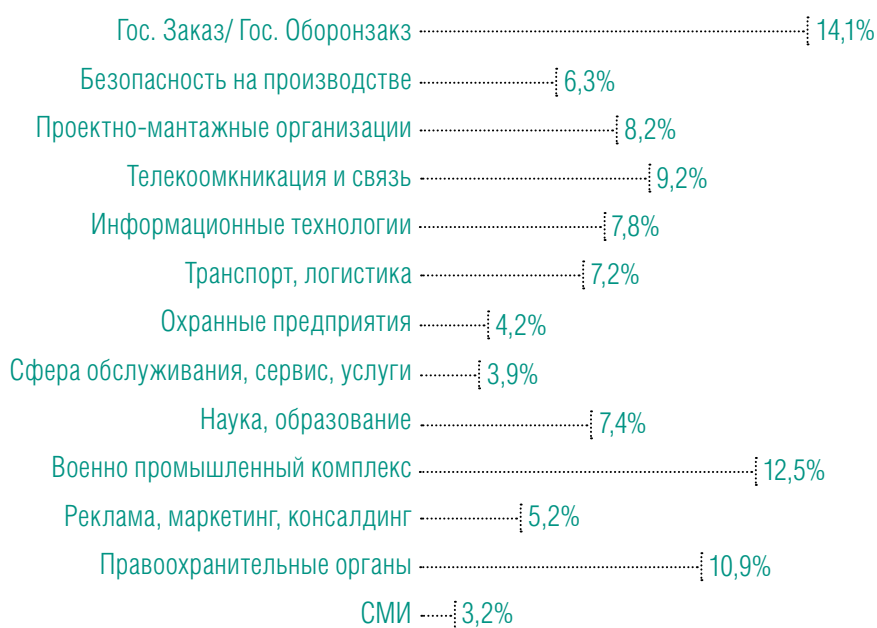 Гос. Заказ/ Гос. Оборонзакз 14,1%
Безопасность на производстве 6,3%
Проектно-мантажные организации 8,2%
Телекоомкникация и связь 9,2%
Информационные технологии 7,8%
Транспорт, логистика 7,2%
Охранные предприятия 4,2%
Сфера обслуживания, сервис, услуги 3,9%
Наука, образование 7,4%
Военно промышленный комплекс 12,5%
Реклама, маркетинг, консалдинг 5,2%
Правоохранительные органы 10,9%
СМИ 3,2%